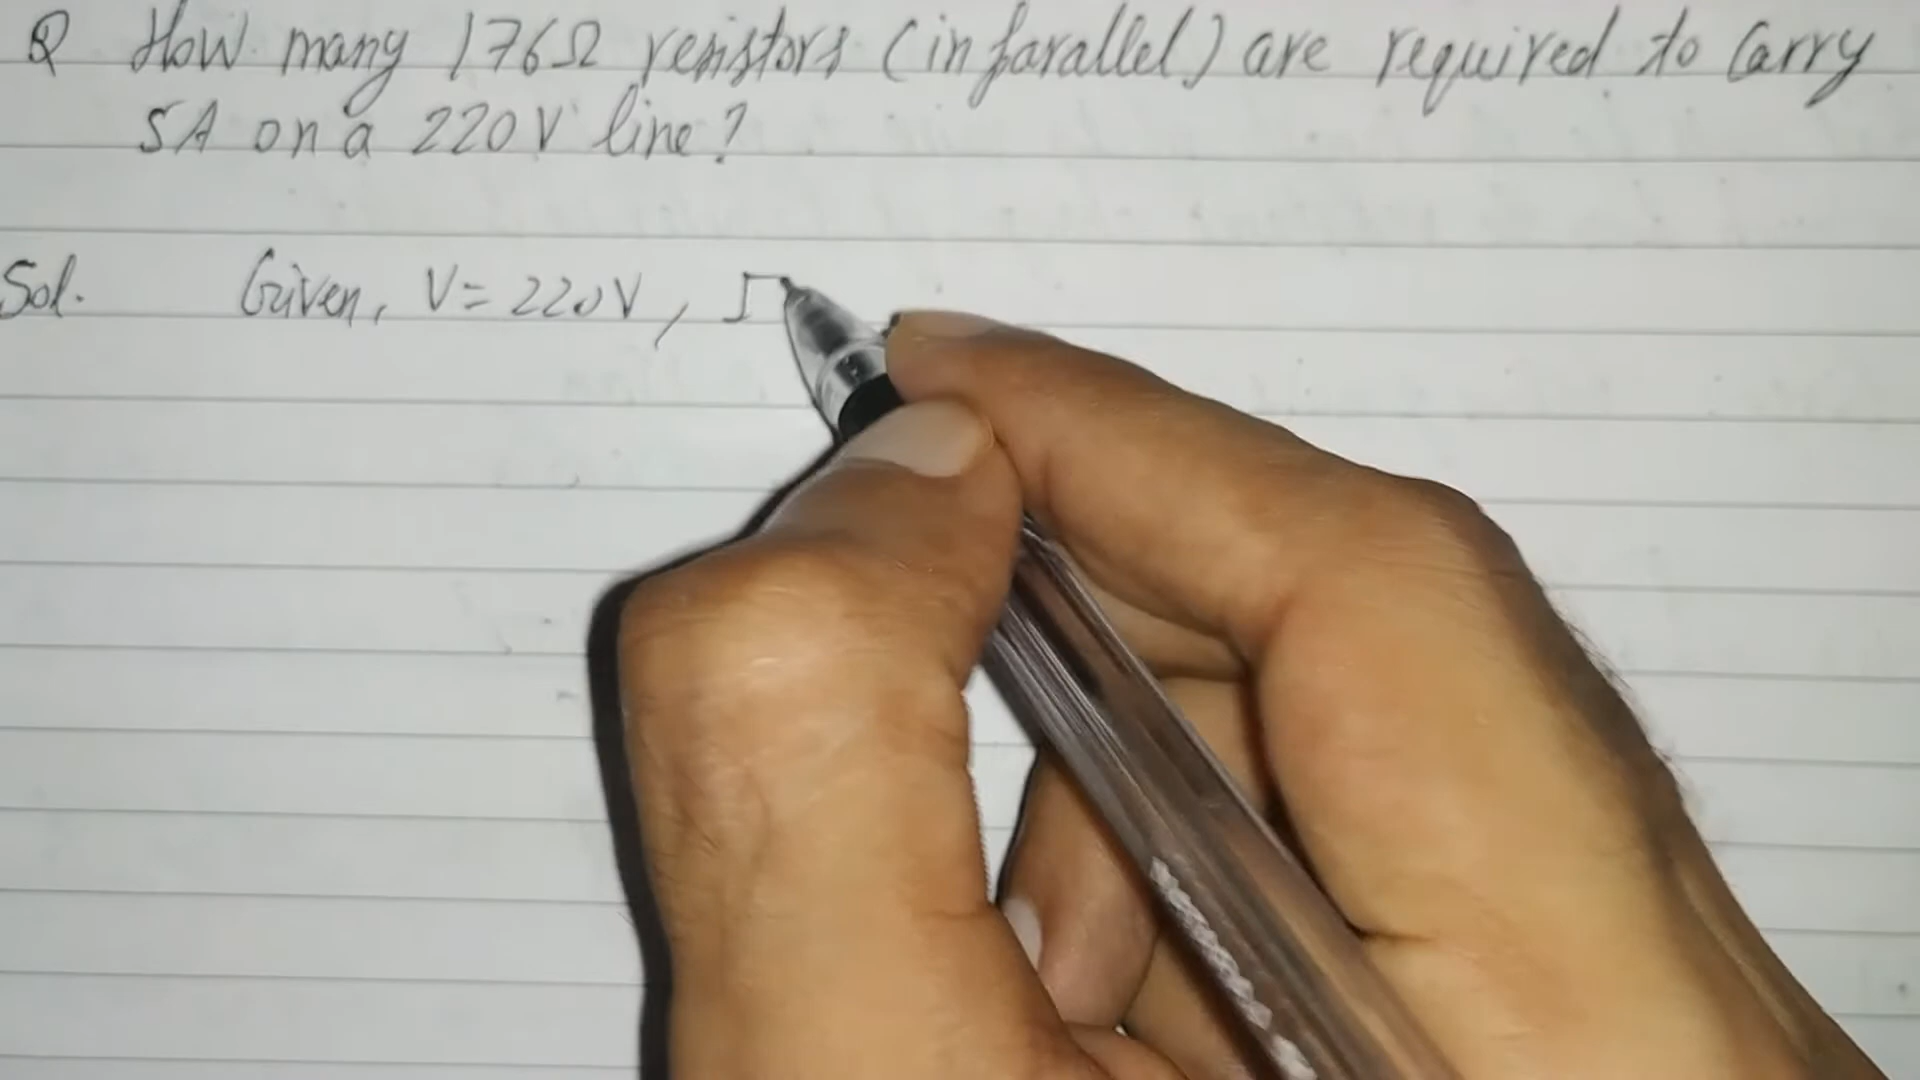 Q How many 176Ω resistors (in parallel) are required to carry
5A on a 220V line?
Sol. Given, V = 220V, I